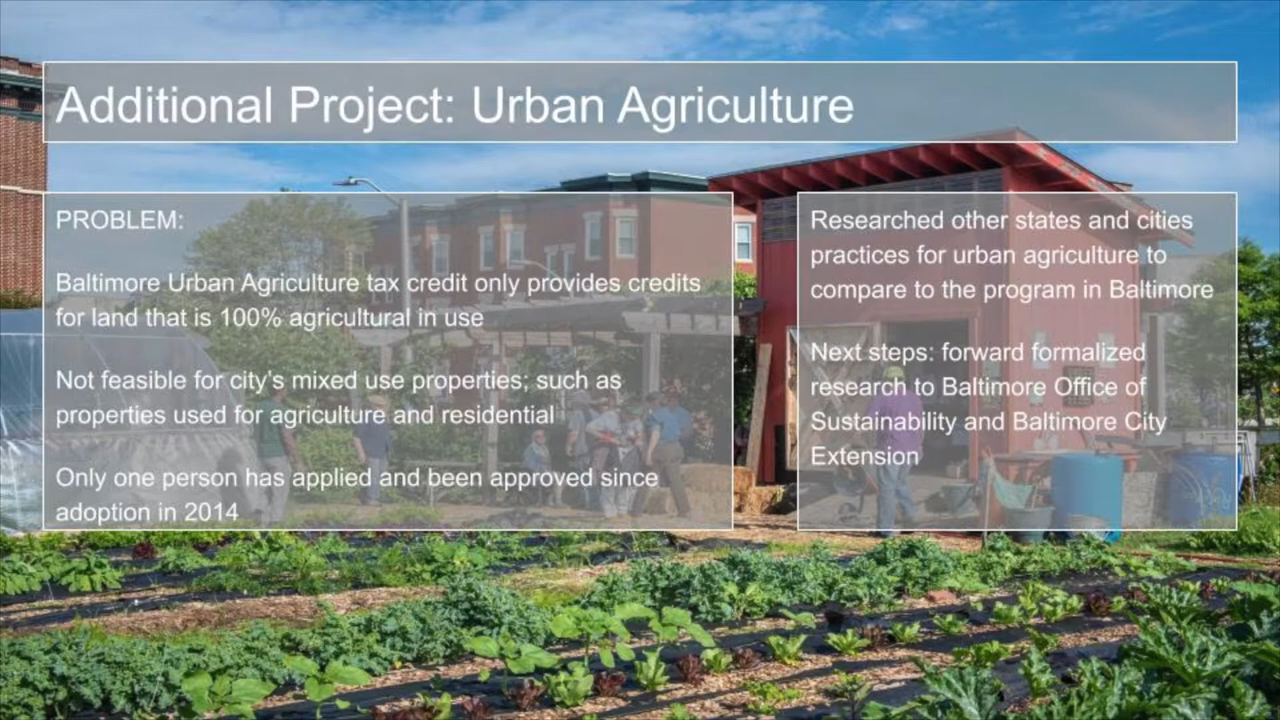 Additional Project: Urban Agriculture
PROBLEM:
Baltimore Urban Agriculture tax credit only provides credits
for land that is 100% agricultural in use
Not feasible for city's mixed use properties; such as
properties used for agriculture and residential
Only one person has applied and been approved since
adoption in 2014
Researched other states and cities
practices for urban agriculture to
compare to the program in Baltimore
Next steps: forward formalized
research to Baltimore Office of
Sustainability and Baltimore City
Extension